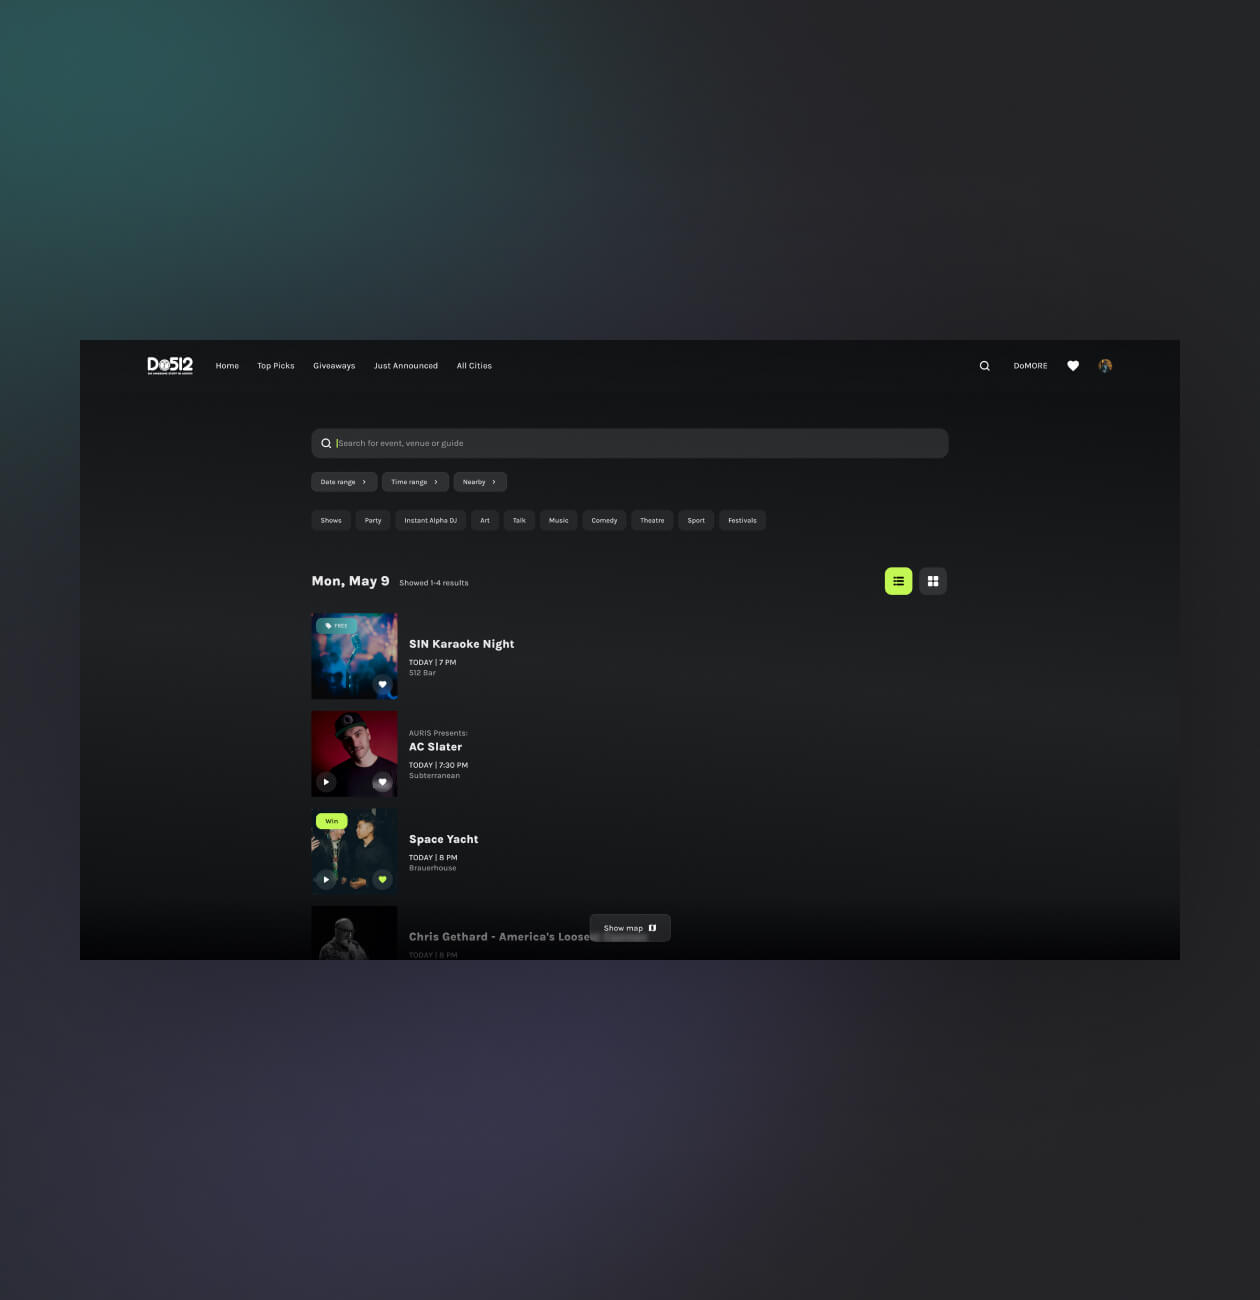 Do512
Home Top Picks Giveaways Just Announced All Cities DoMORE
Search for event, venue or guide
Date range Time range Nearby
Shows Party Instant Alpha DJ Art Talk Music Comedy Theatre Sport Festivals
Mon, May 9 Showed 1-4 results
FREE
SIN Karaoke Night
TODAY | 7 PM
512 Bar
AURIS Presents:
AC Slater
TODAY | 7:30 PM
Subterranean
Win
Space Yacht
TODAY | 8 PM
Brauerhouse
Chris Gethard - America's
Show map
TODAY | 8 PM